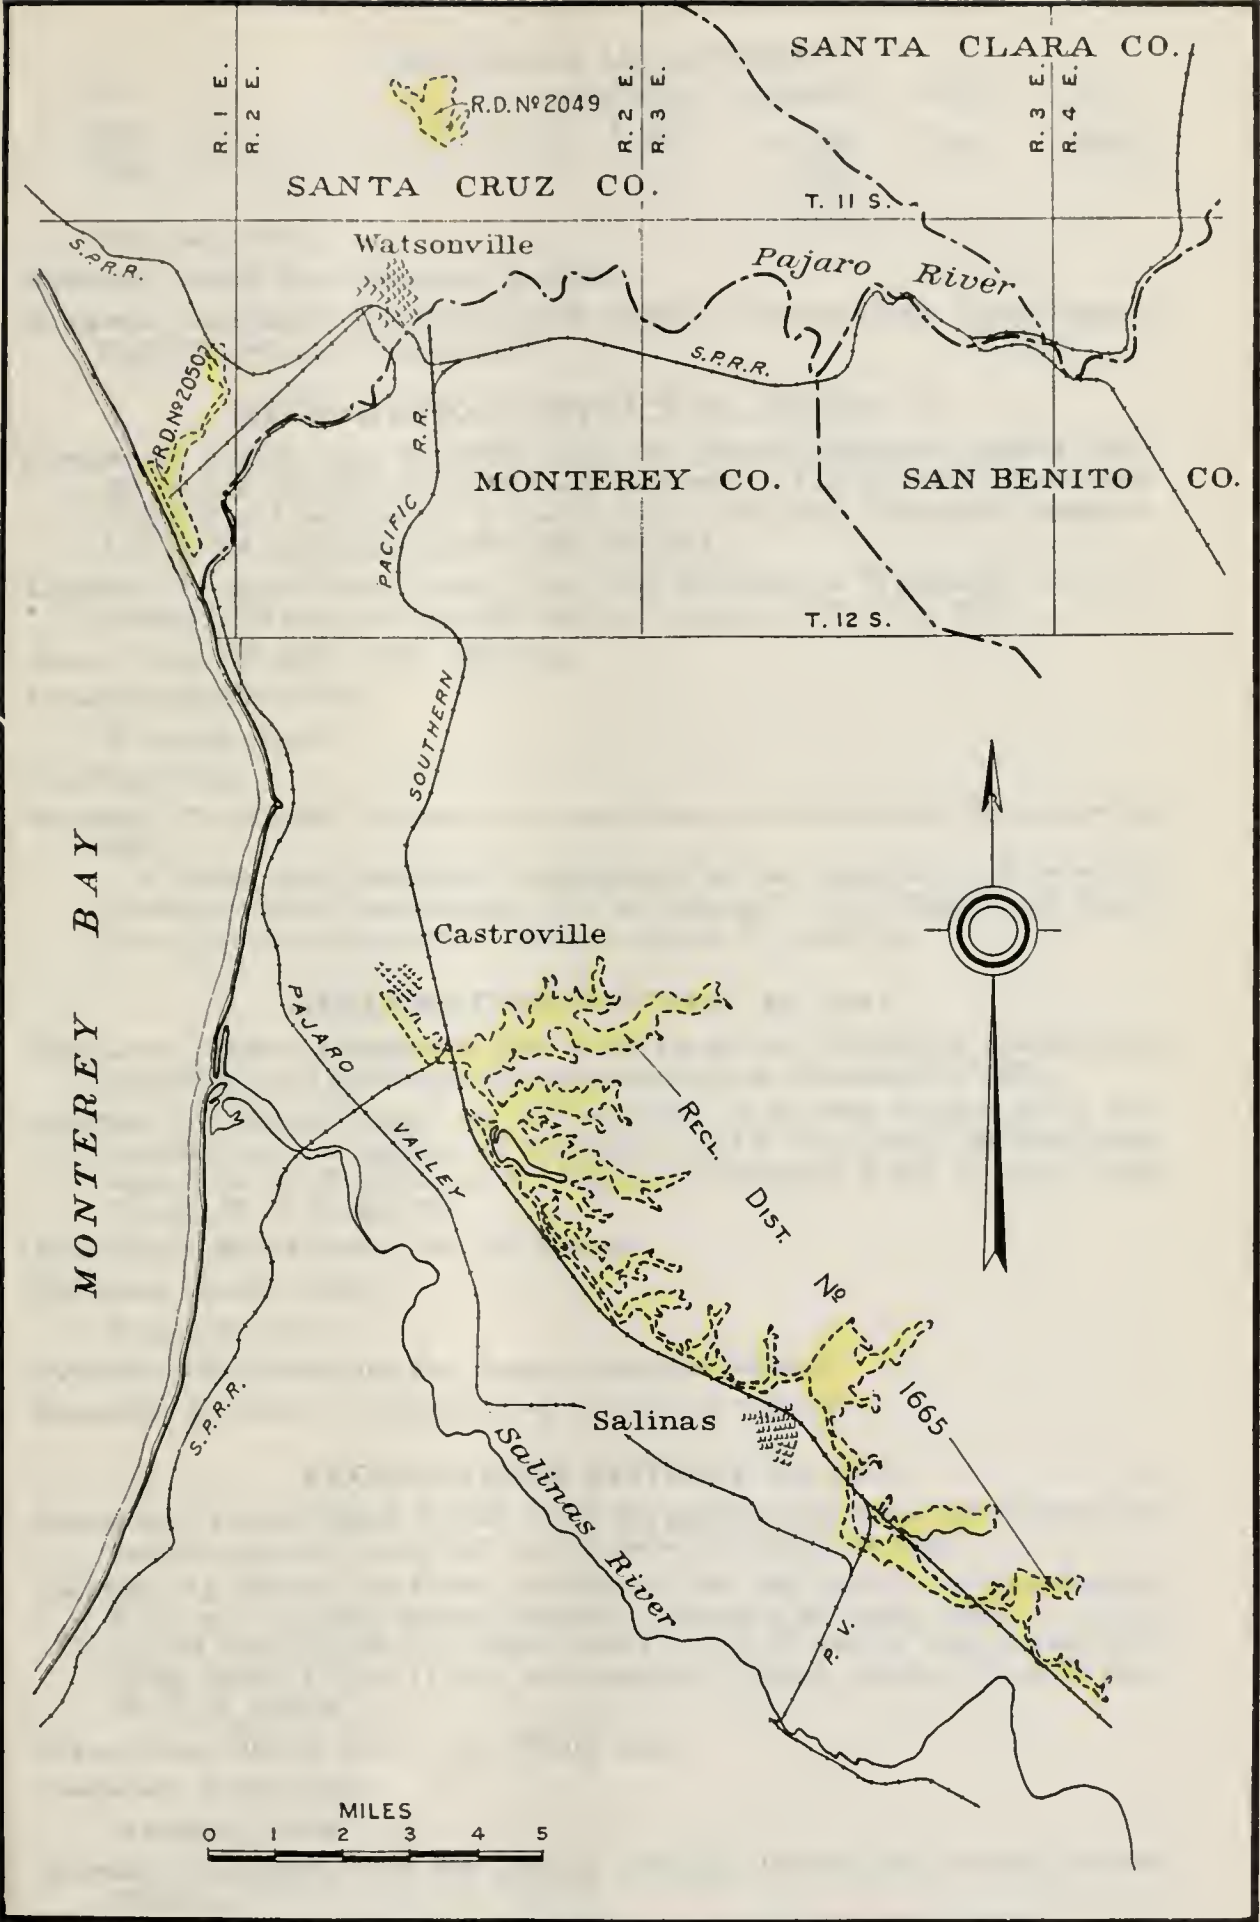 SANTA CLARA CO.
R. 1 E.
R. 2 E.
R.D. Nº 2049
R. 2 E.
R. 3 E.
R. 3 E.
R. 4 E.
SANTA CRUZ CO.
T. 11 S.
S.P.R.R.
Watsonville
Pajaro River
R.D. Nº 2050
S.P.R.R.
R. R.
PACIFIC
SOUTHERN
MONTEREY CO.
SAN BENITO CO.
T. 12 S.
MONTEREY BAY
Castroville
PAJARO
VALLEY
RECL.
DIST.
Nº
1665
S.P.R.R.
Salinas
Salinas River
P. V.
MILES
0 1 2 3 4 5